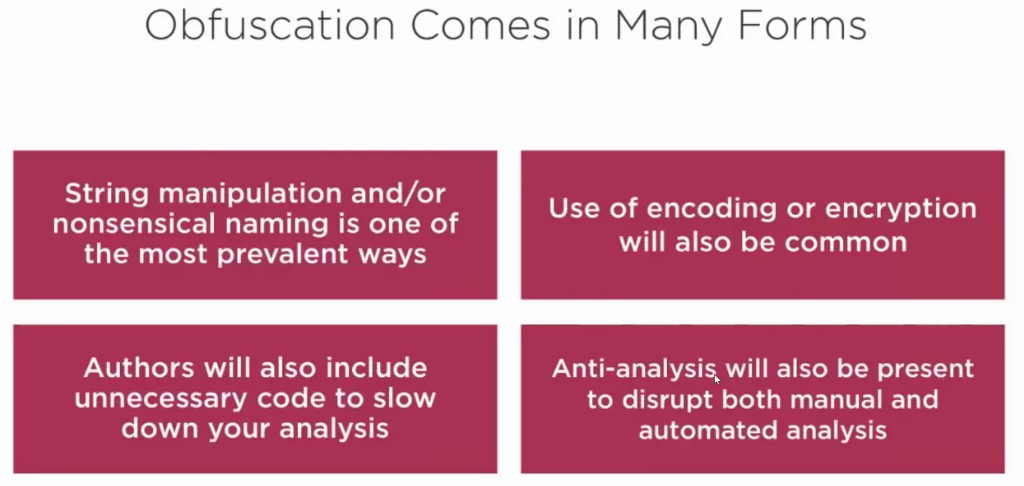 Obfuscation Comes in Many Forms
String manipulation and/or
nonsensical naming is one of
the most prevalent ways
Use of encoding or encryption
will also be common
Authors will also include
unnecessary code to slow
down your analysis
Anti-analysis will also be present
to disrupt both manual and
automated analysis